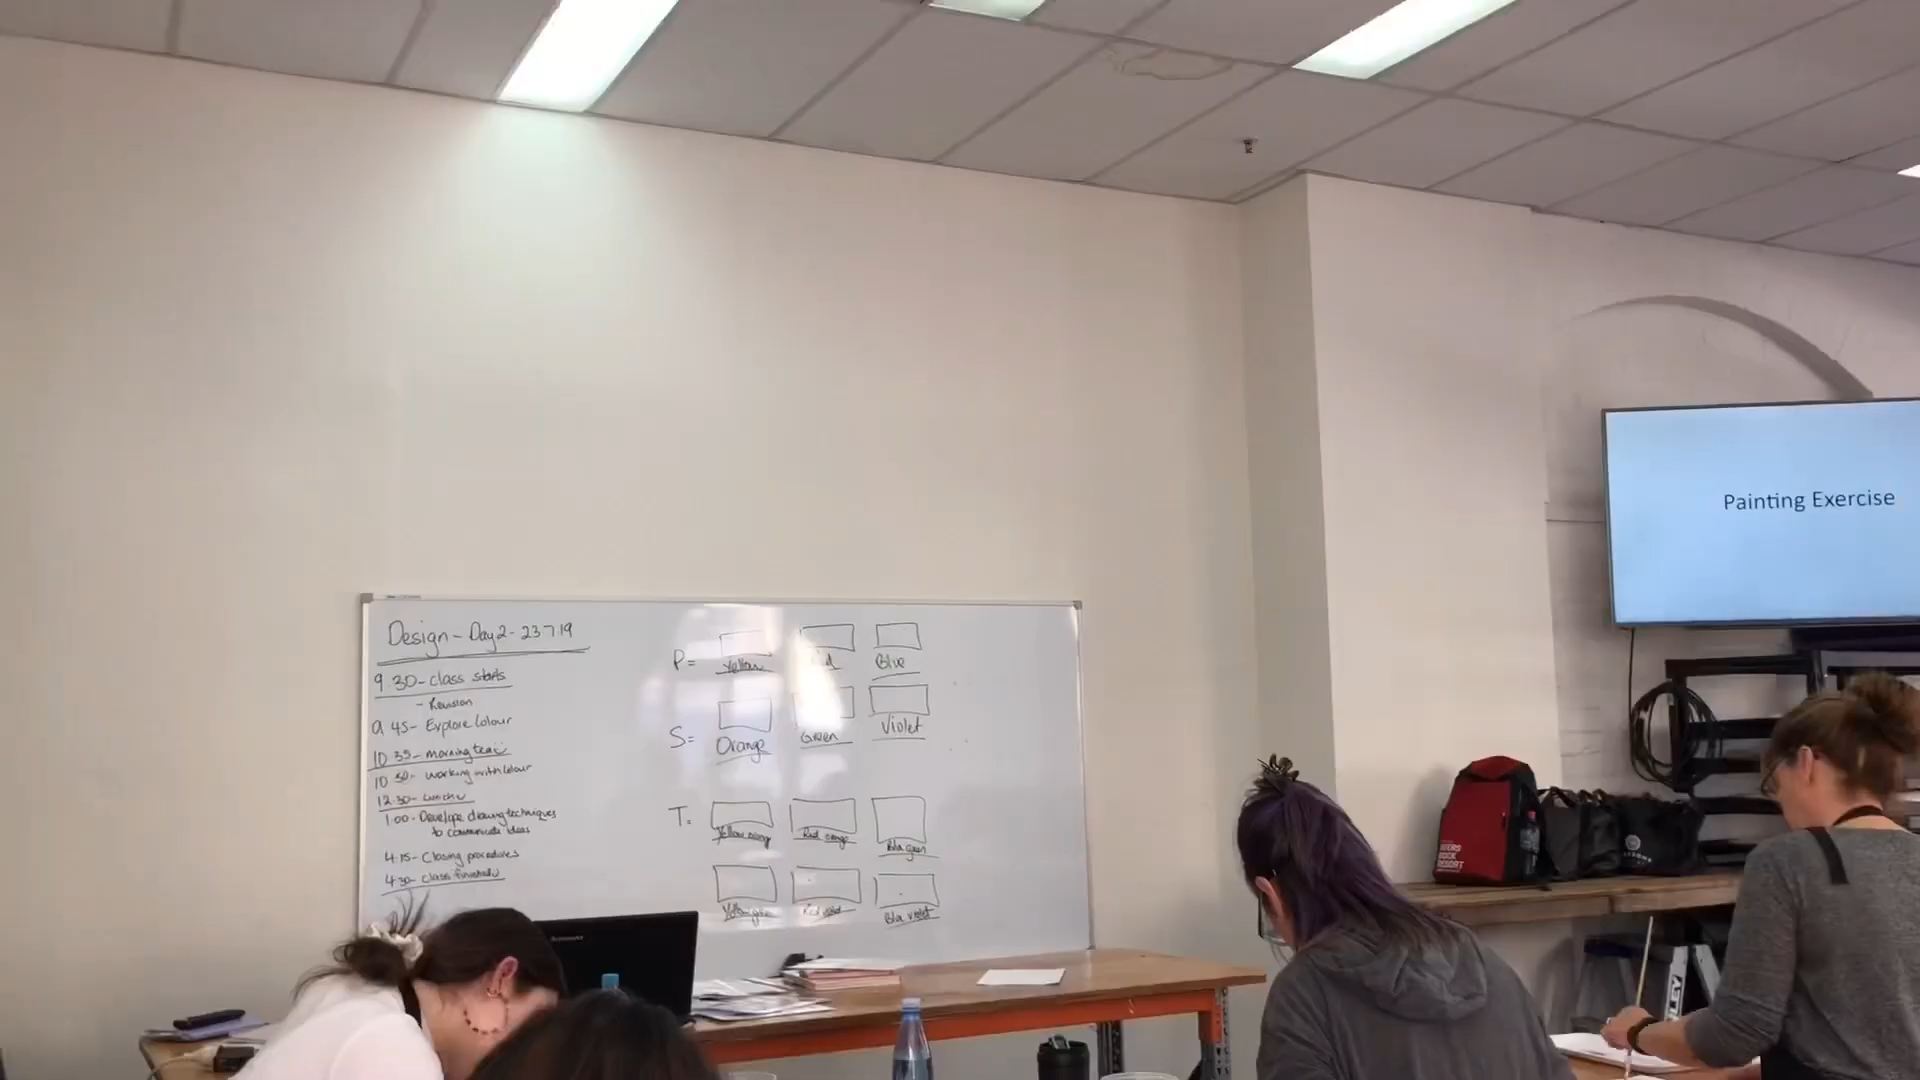 Design - Day 2 - 23.7.19
9.30 - class starts
- Revision
9.45 - Explore Colour
10.35 - morning tea
10.50 - working with colour
12.30 - Lunch
1.00 - Develope drawing techniques
to communicate ideas
4.15 - Closing procedures
4.30 - class finished
P= Yellow Blue
S= Orange Green Violet
T= Yellow orange Red orange Blu green
Yellow Red violet Blu violet
Painting Exercise
RESORT
Lenovo